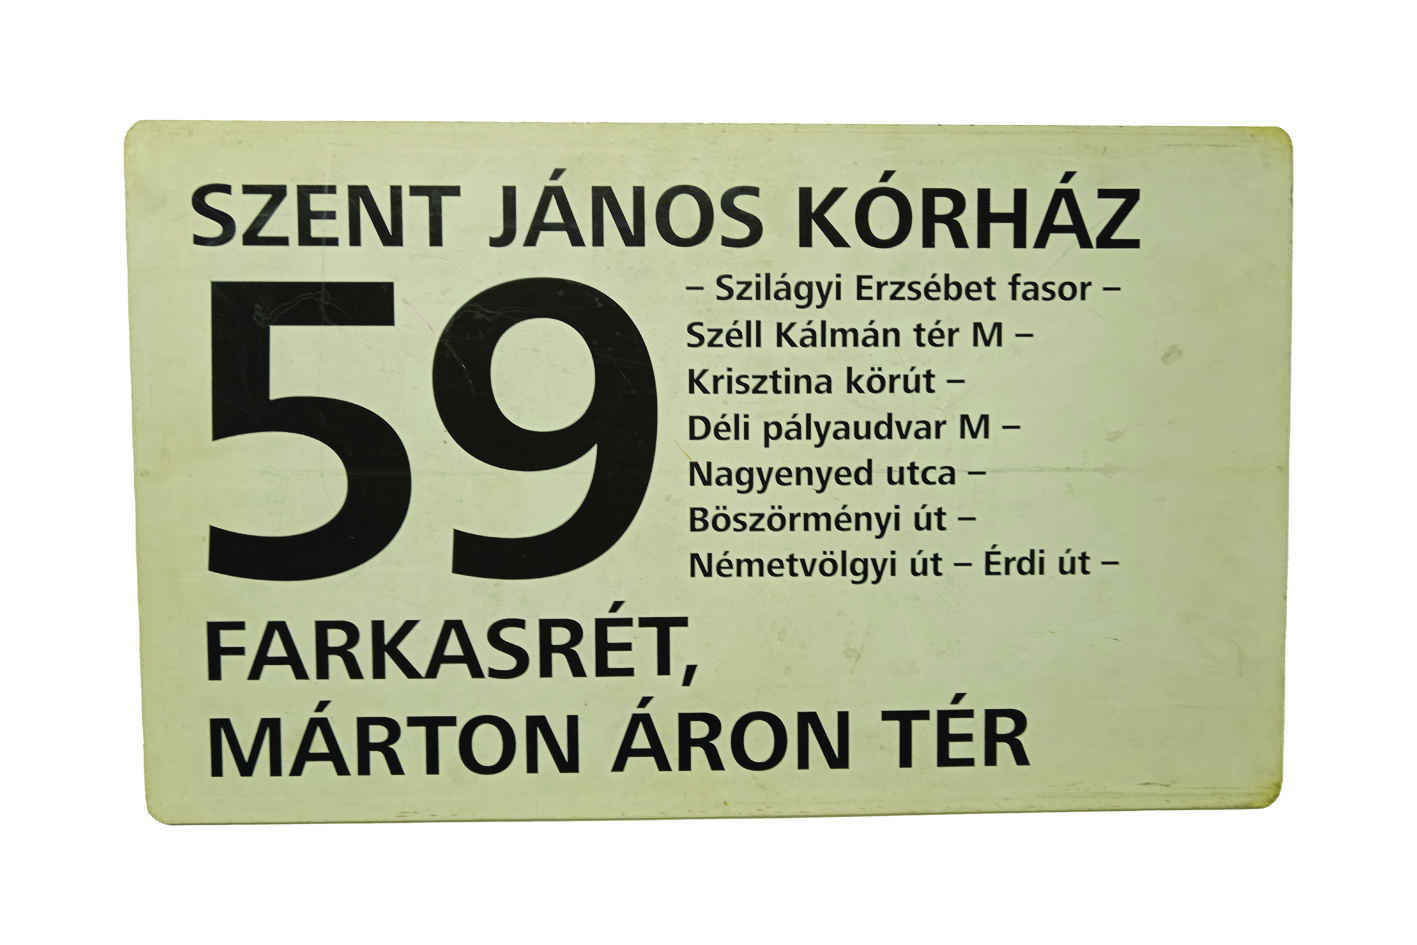 SZENT JÁNOS KÓRHÁZ
59
– Szilágyi Erzsébet fasor –
Széll Kálmán tér M –
Krisztina körút –
Déli pályaudvar M –
Nagyenyed utca –
Böszörményi út –
Németvölgyi út – Érdi út –
FARKASRÉT,
MÁRTON ÁRON TÉR